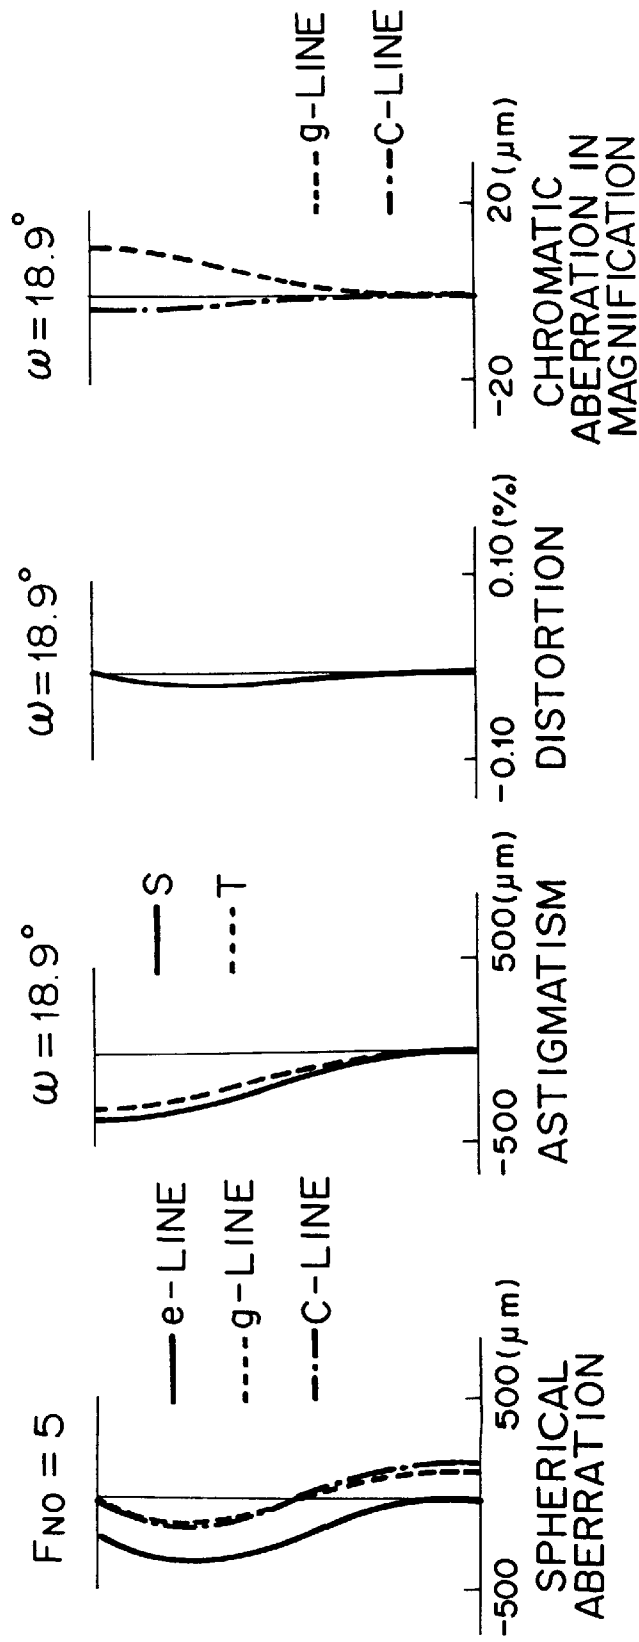 FNO = 5
e-LINE
g-LINE
C-LINE
-500
500(μm)
SPHERICAL
ABERRATION
ω=18.9°
S
T
-500
500(μm)
ASTIGMATISM
ω=18.9°
-0.10
0.10(%)
DISTORTION
ω=18.9°
g-LINE
C-LINE
-20
20(μm)
CHROMATIC
ABERRATION IN
MAGNIFICATION